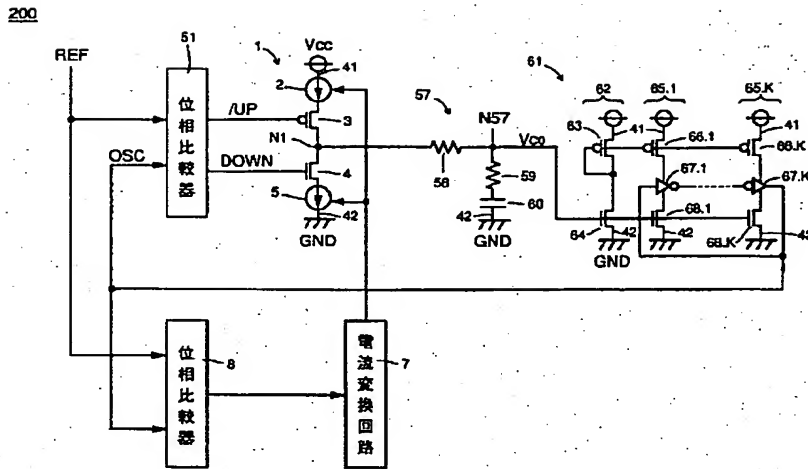 200
REF
51
位相比較器
OSC
/UP
DOWN
1
Vcc
41
2
3
N1
4
5
42
GND
57
58
N57
Vco
59
60
42
GND
61
62
65.1
65.K
63
41
41
41
66.1
66.K
67.1
67.K
64
42
GND
68.1
42
68.K
42
位相比較器
8
電流変換回路
7